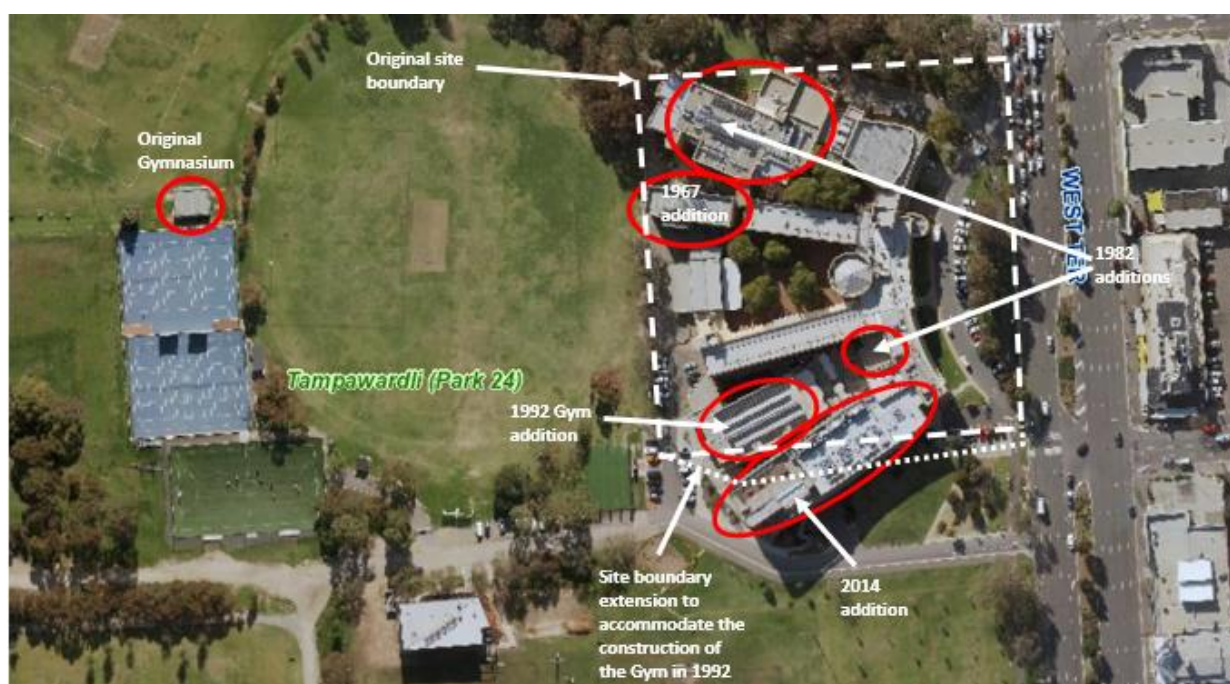 Original site
boundary
Original
Gymnasium
1967
addition
WEST TER
1982
additions
Tampawardli (Park 24)
1992 Gym
addition
Site boundary
extension to
accommodate the
construction of
the Gym in 1992
2014
addition